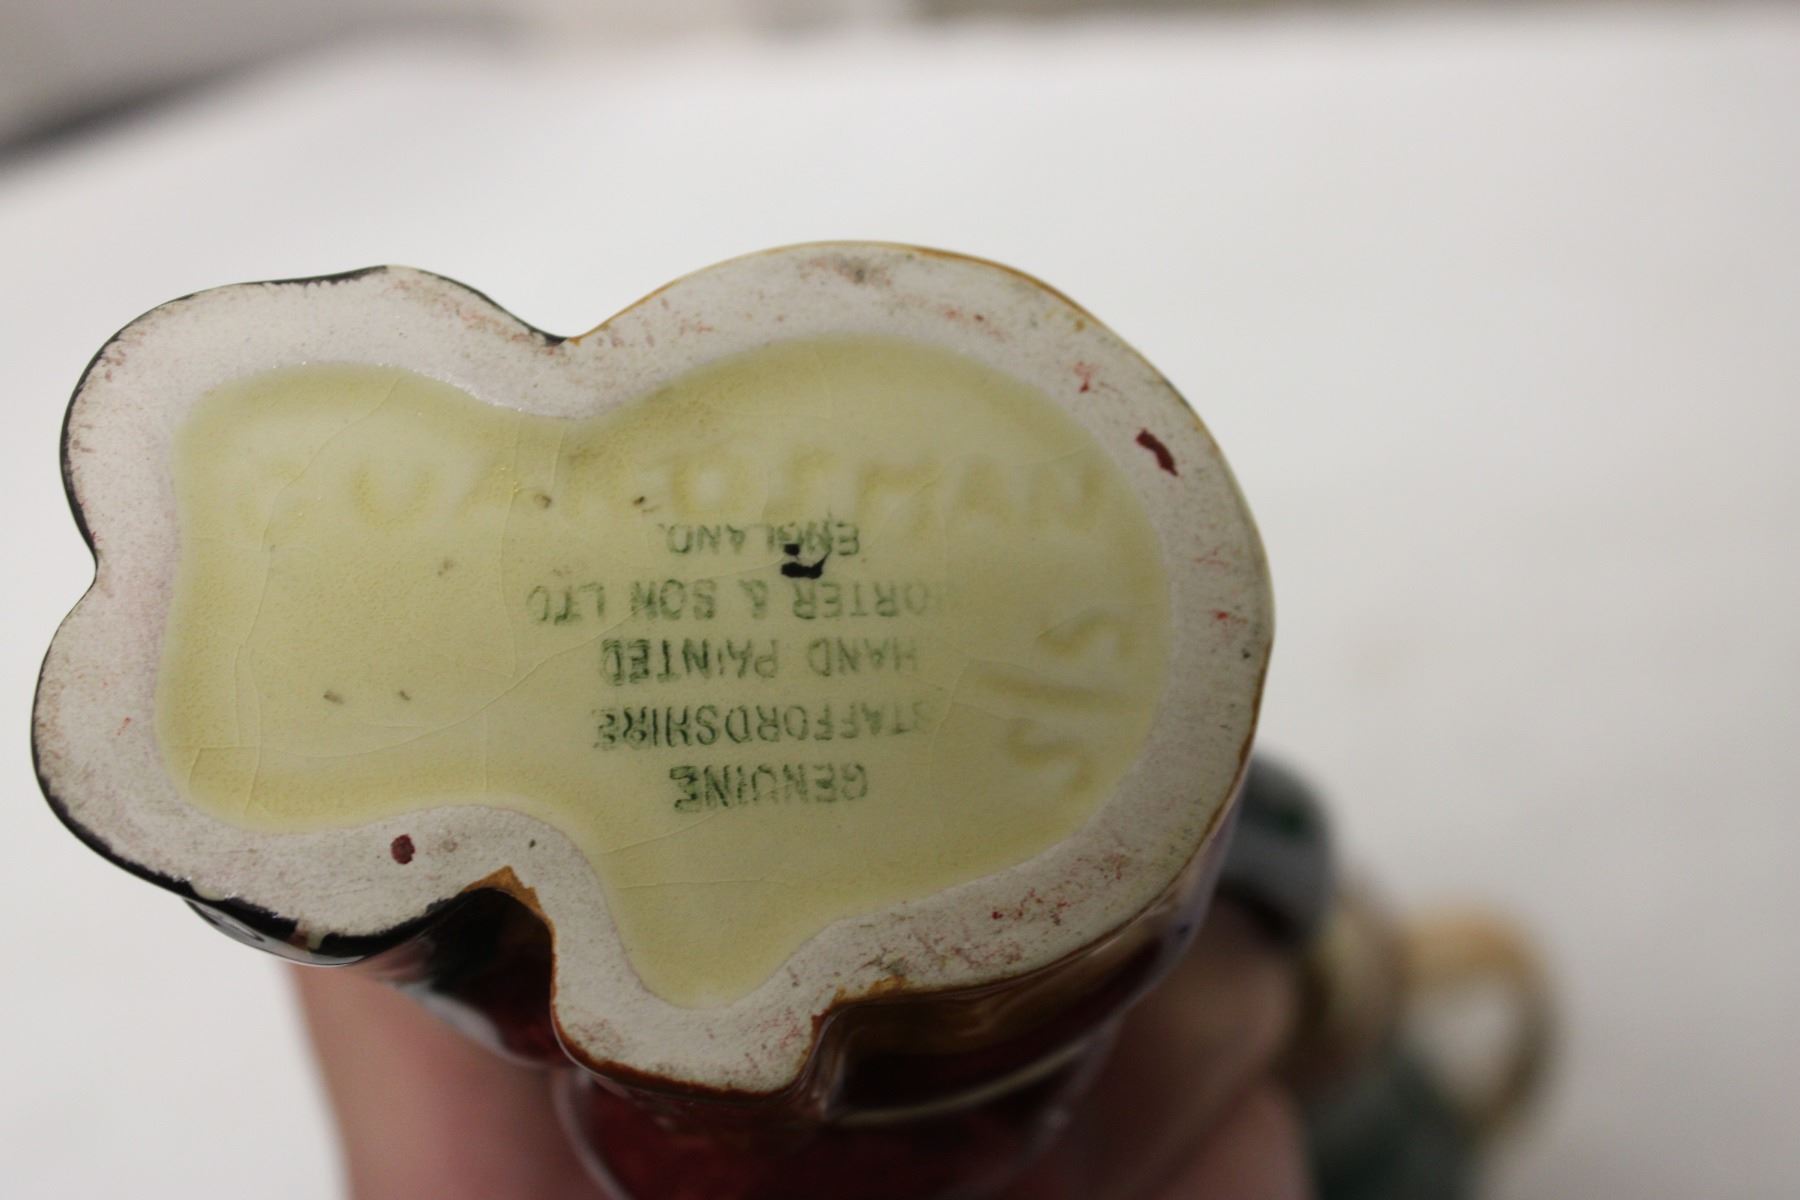 GENUINE
STAFFORDSHIRE
HAND PAINTED
ORTER & SON LTD
ENGLAND.
S/S